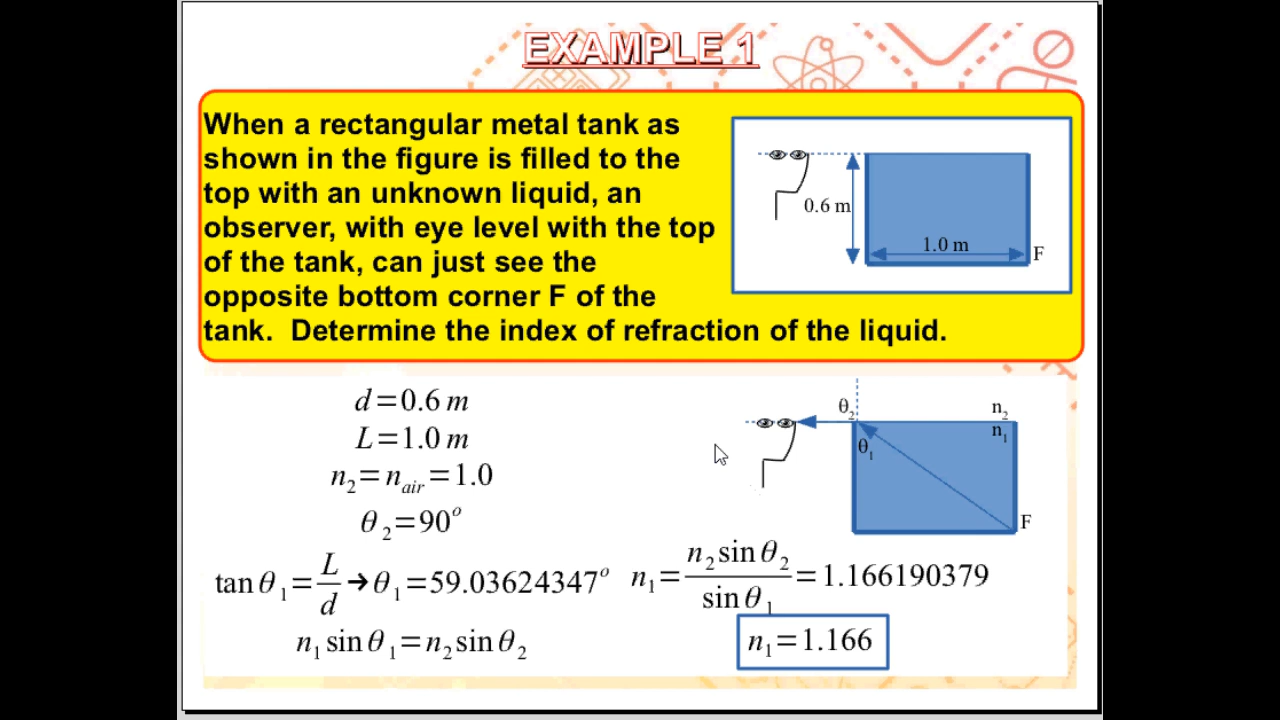 EXAMPLE 1
When a rectangular metal tank as
shown in the figure is filled to the
top with an unknown liquid, an
observer, with eye level with the top
of the tank, can just see the
opposite bottom corner F of the
tank.  Determine the index of refraction of the liquid.
0.6 m
1.0 m
F
d=0.6 m
L=1.0 m
n₂=n_air=1.0
θ₂=90°
tan θ₁=L/d→θ₁=59.03624347°
n₁ sin θ₁=n₂ sin θ₂
θ₂
n₂
n₁
θ₁
F
n₁=n₂ sin θ₂/sin θ₁=1.166190379
n₁=1.166